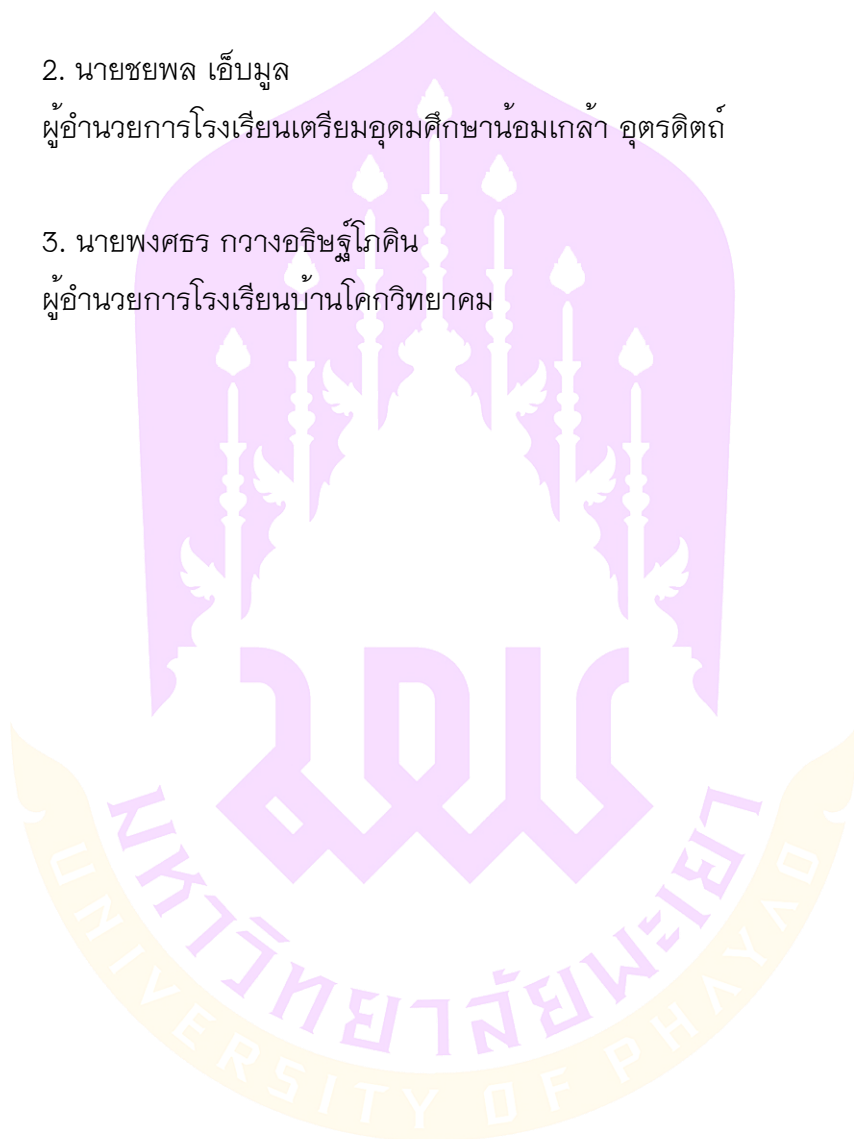 2. นายชยพล เอ็บมูล
ผู้อำนวยการโรงเรียนเตรียมอุดมศึกษาน้อมเกล้า อุตรดิตถ์
3. นายพงศธร กวางอธิษฐ์โภคิน
ผู้อำนวยการโรงเรียนบ้านโคกวิทยาคม
มพ
มหาวิทยาลัยพะเยา
UNIVERSITY OF PHAYAO